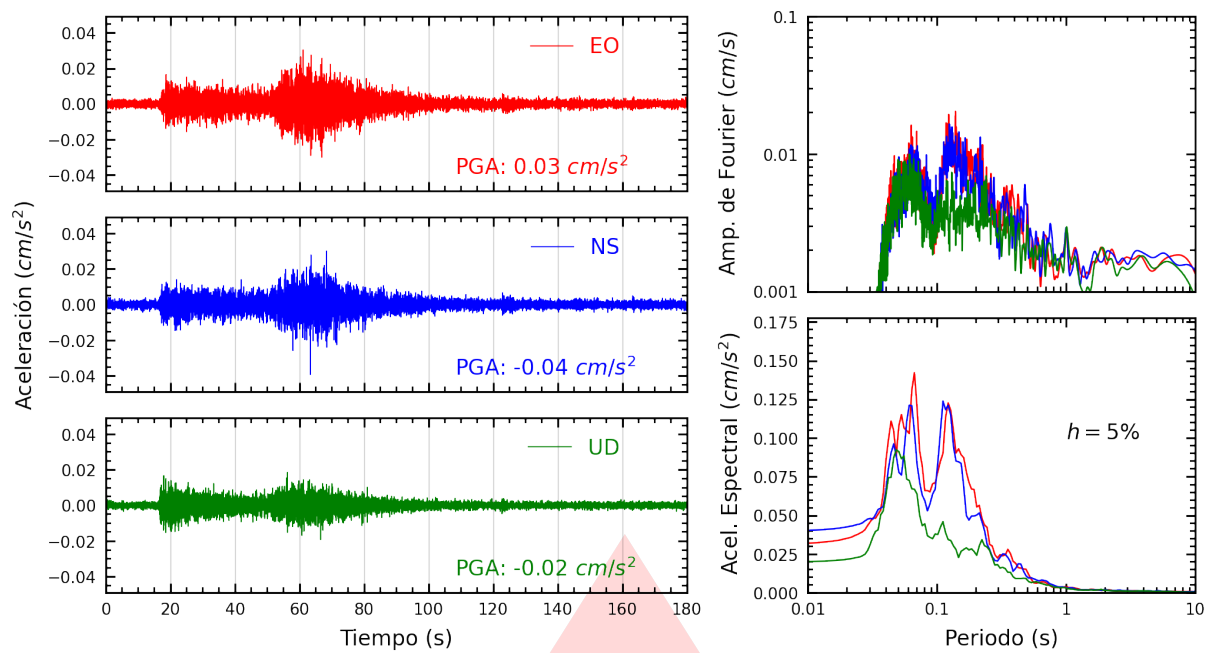 Aceleración (cm/s²)
0.04
0.02
0.00
−0.02
−0.04
EO
PGA: 0.03 cm/s²
0.04
0.02
0.00
−0.02
−0.04
NS
PGA: -0.04 cm/s²
0.04
0.02
0.00
−0.02
−0.04
UD
PGA: -0.02 cm/s²
0 20 40 60 80 100 120 140 160 180
Tiempo (s)
Amp. de Fourier (cm/s)
0.1
0.01
0.001
Acel. Espectral (cm/s²)
0.175
0.150
0.125
0.100
0.075
0.050
0.025
0.000
h = 5%
0.01 0.1 1 10
Periodo (s)